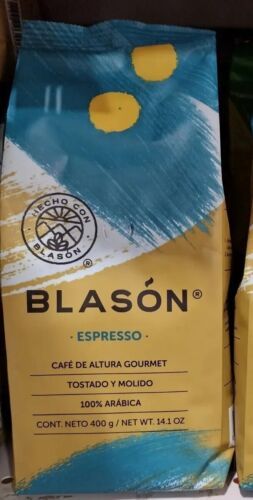 HECHO CON
BLASÓN
®
BLASÓN®
· ESPRESSO ·
CAFÉ DE ALTURA GOURMET
TOSTADO Y MOLIDO
100% ARÁBICA
CONT. NETO 400 g / NET WT. 14.1 OZ